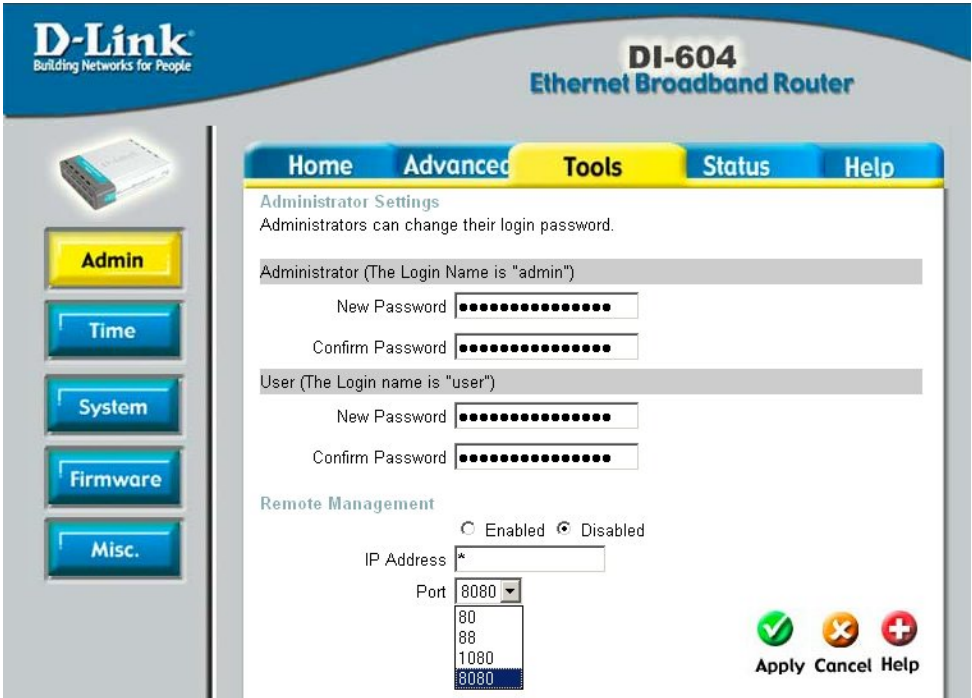 D-Link
Building Networks for People
DI-604
Ethernet Broadband Router
Home
Advanced
Tools
Status
Help
Admin
Time
System
Firmware
Misc.
Administrator Settings
Administrators can change their login password.
Administrator (The Login Name is "admin")
New Password ●●●●●●●●●●●●●●●
Confirm Password ●●●●●●●●●●●●●●●
User (The Login name is "user")
New Password ●●●●●●●●●●●●●●●
Confirm Password ●●●●●●●●●●●●●●●
Remote Management
Enabled Disabled
IP Address *
Port 8080
80
88
1080
8080
Apply Cancel Help